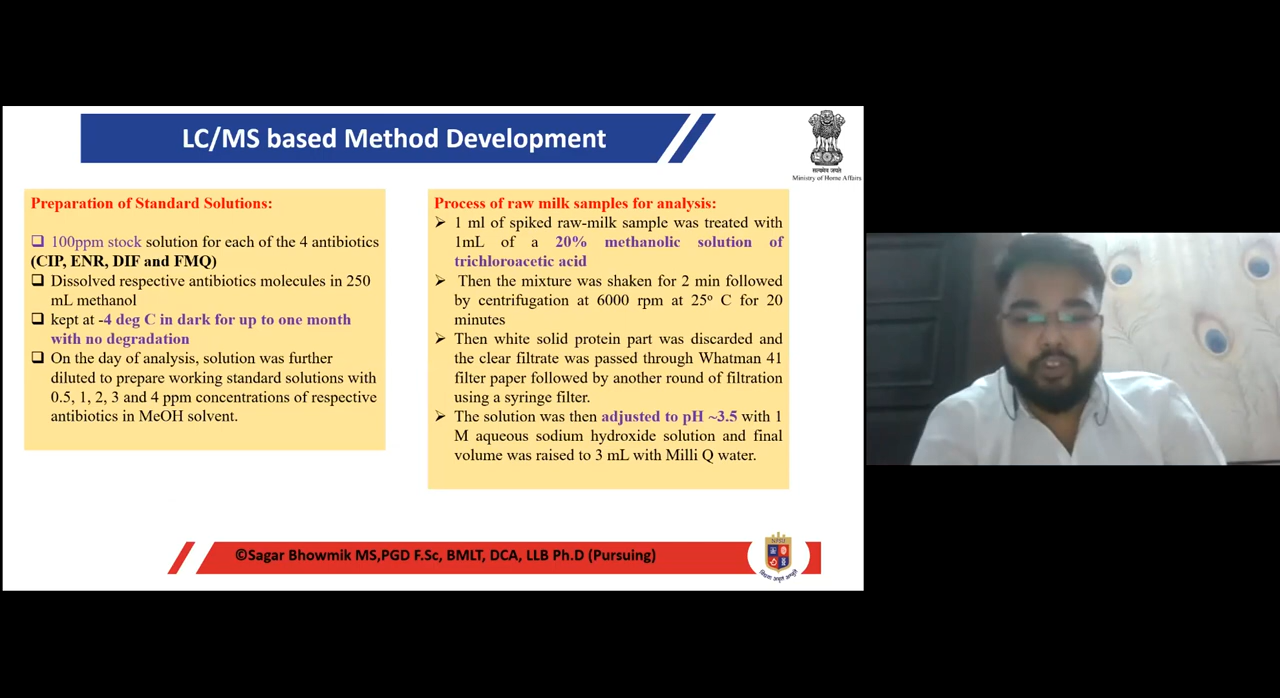 LC/MS based Method Development
सत्यमेव जयते
Ministry of Home Affairs
Preparation of Standard Solutions:
100ppm stock solution for each of the 4 antibiotics
(CIP, ENR, DIF and FMQ)
Dissolved respective antibiotics molecules in 250
mL methanol
kept at -4 deg C in dark for up to one month
with no degradation
On the day of analysis, solution was further
diluted to prepare working standard solutions with
0.5, 1, 2, 3 and 4 ppm concentrations of respective
antibiotics in MeOH solvent.
Process of raw milk samples for analysis:
➢ 1 ml of spiked raw-milk sample was treated with
1mL of a 20% methanolic solution of
trichloroacetic acid
➢ Then the mixture was shaken for 2 min followed
by centrifugation at 6000 rpm at 25° C for 20
minutes
➢ Then white solid protein part was discarded and
the clear filtrate was passed through Whatman 41
filter paper followed by another round of filtration
using a syringe filter.
➢ The solution was then adjusted to pH ~3.5 with 1
M aqueous sodium hydroxide solution and final
volume was raised to 3 mL with Milli Q water.
©Sagar Bhowmik MS,PGD F.Sc, BMLT, DCA, LLB Ph.D (Pursuing)
NFSU
विद्यया अमृतं अश्नुते